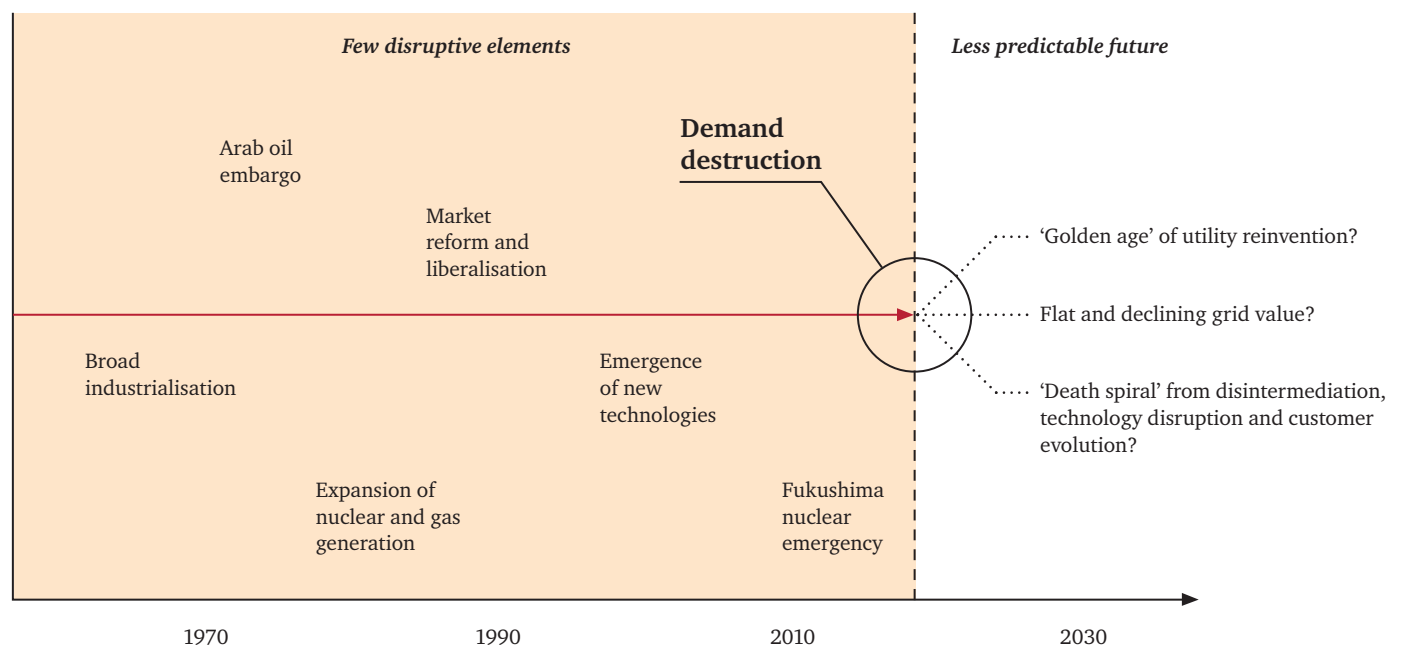 Few disruptive elements
Less predictable future
Demand
destruction
Arab oil
embargo
Market
reform and
liberalisation
‘Golden age’ of utility reinvention?
Flat and declining grid value?
‘Death spiral’ from disintermediation,
technology disruption and customer
evolution?
Broad
industrialisation
Emergence
of new
technologies
Expansion of
nuclear and gas
generation
Fukushima
nuclear
emergency
1970
1990
2010
2030